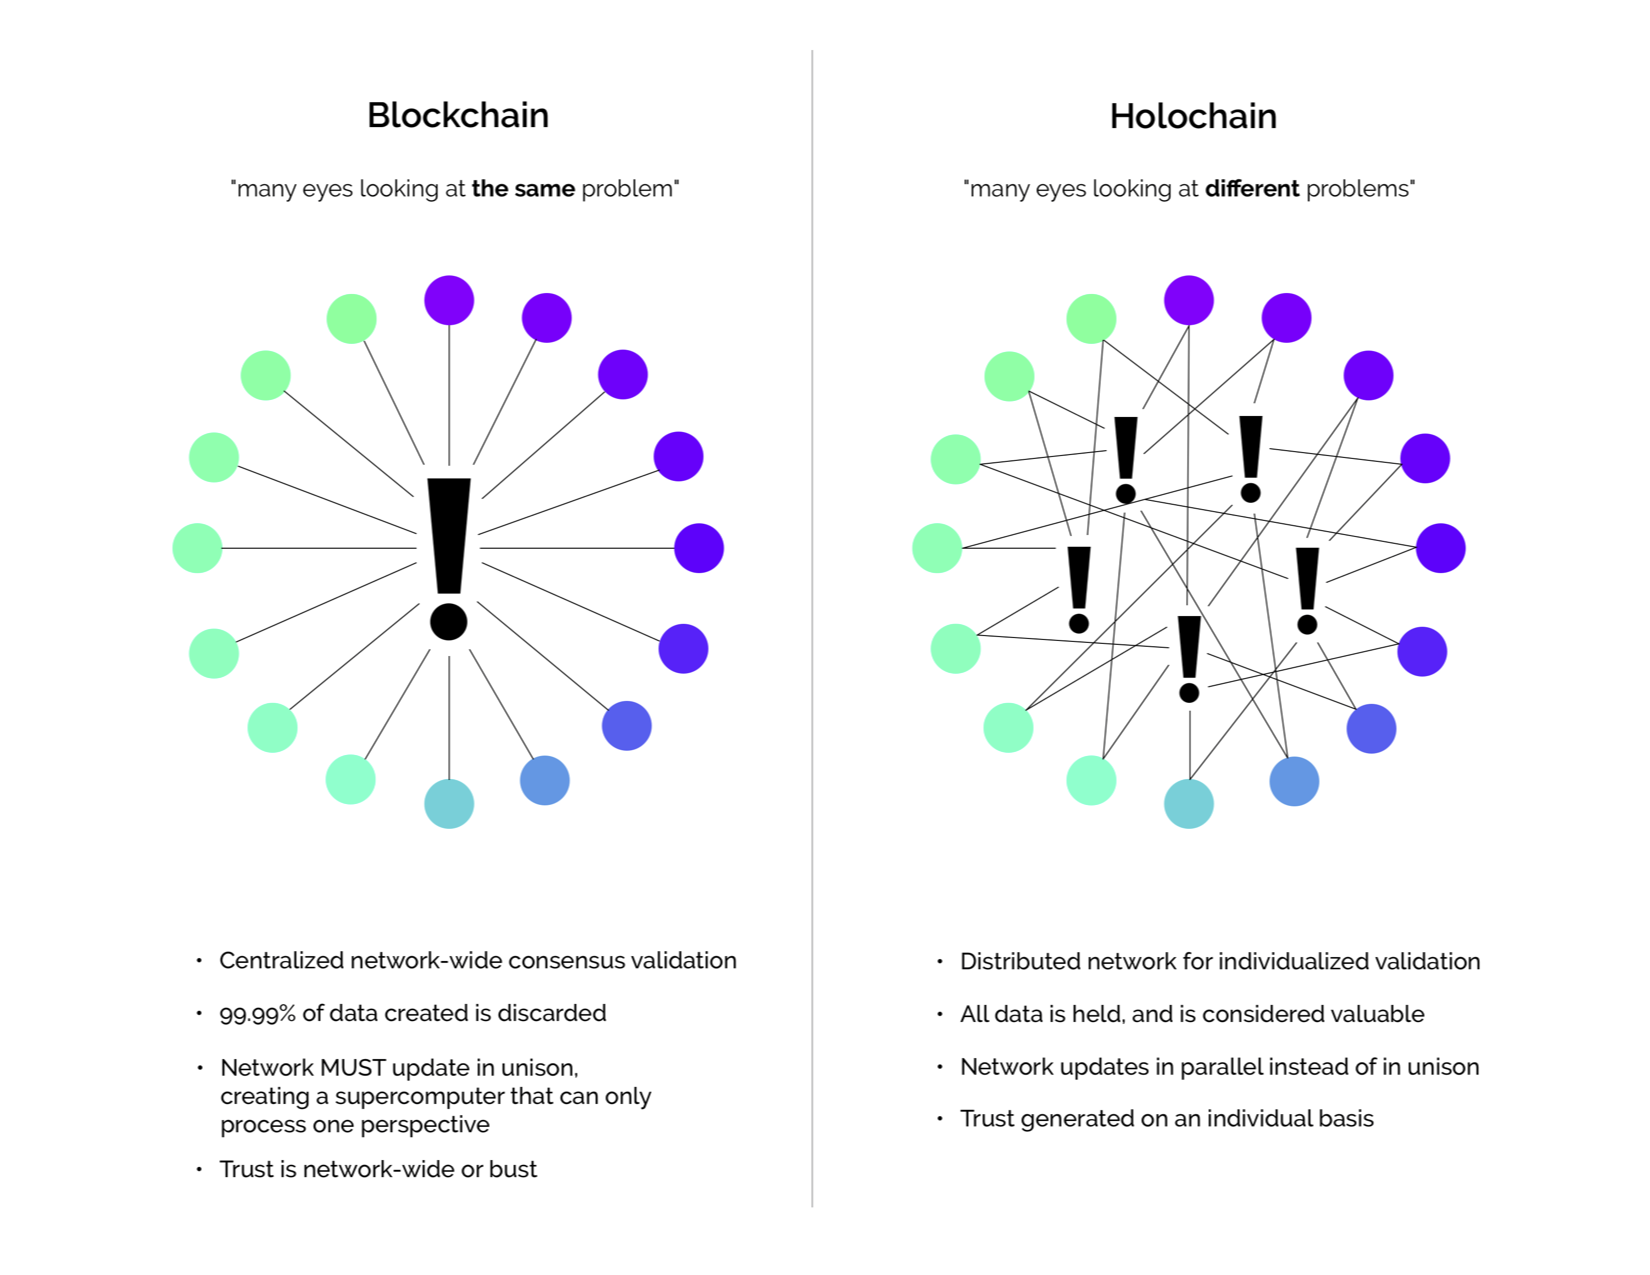 Blockchain
"many eyes looking at the same problem"
• Centralized network-wide consensus validation
• 99.99% of data created is discarded
• Network MUST update in unison,
creating a supercomputer that can only
process one perspective
• Trust is network-wide or bust
Holochain
"many eyes looking at different problems"
• Distributed network for individualized validation
• All data is held, and is considered valuable
• Network updates in parallel instead of in unison
• Trust generated on an individual basis